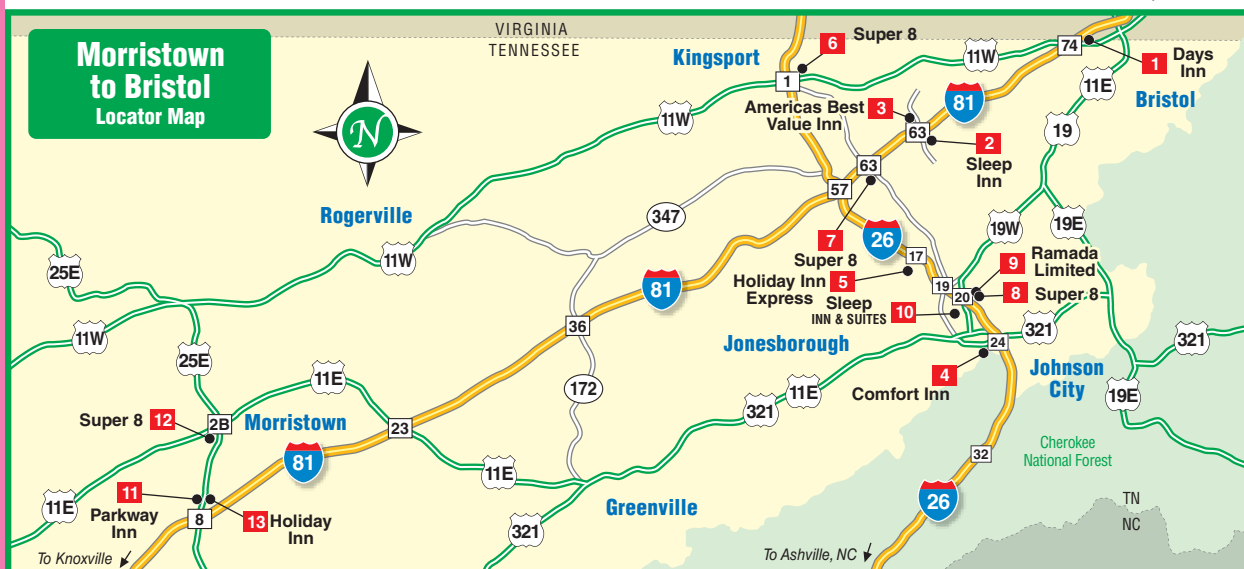 Morristown
to Bristol
Locator Map
N
VIRGINIA
TENNESSEE
Kingsport
6 Super 8
1
11W
74
1 Days
Inn
11E
Bristol
81
11W
Americas Best
Value Inn
3
63
2
Sleep
Inn
19
63
57
Rogerville
347
19W
19E
11W
25E
7
Super 8
26
17
Holiday Inn
Express
5
9 Ramada
Limited
19
20
8 Super 8
Sleep
INN & SUITES
10
81
36
11W
321
321
Jonesborough
24
25E
4
Comfort Inn
Johnson
City
11E
172
11E
19E
321
Super 8 12
2B
Morristown
23
Cherokee
National Forest
81
32
11E
26
11
Parkway
Inn
8
13 Holiday
Inn
11E
Greenville
321
TN
NC
To Knoxville
To Ashville, NC